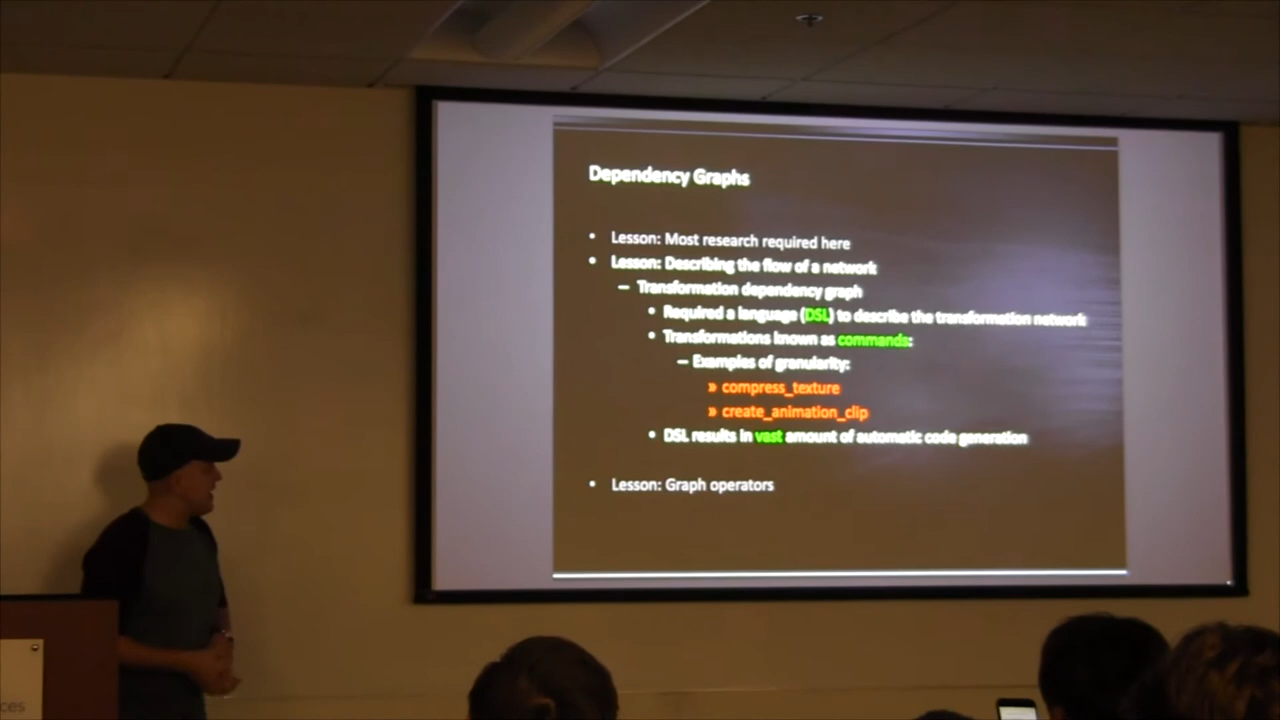 Dependency Graphs
• Lesson: Most research required here
• Lesson: Describing the flow of a network
– Transformation dependency graph
• Required a language (DSL) to describe the transformation network
• Transformations known as commands:
– Examples of granularity:
» compress_texture
» create_animation_clip
• DSL results in vast amount of automatic code generation
• Lesson: Graph operators
ces